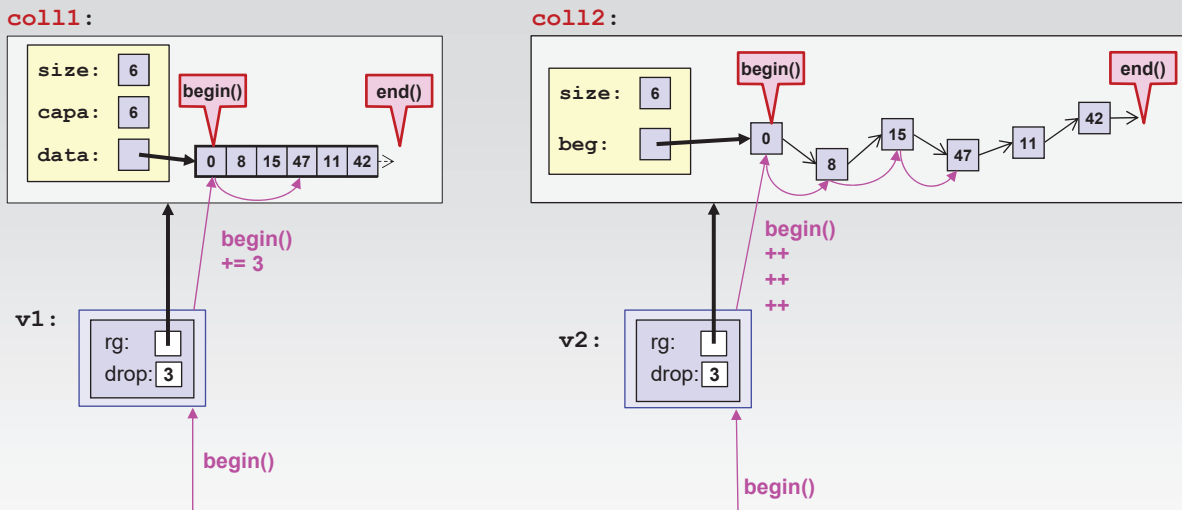 coll1:
size: 6
capa: 6
data:
begin()
end()
0 8 15 47 11 42
begin()
+= 3
v1:
rg:
drop: 3
begin()
coll2:
size: 6
beg:
begin()
end()
0
8
15
47
11
42
begin()
++
++
++
v2:
rg:
drop: 3
begin()